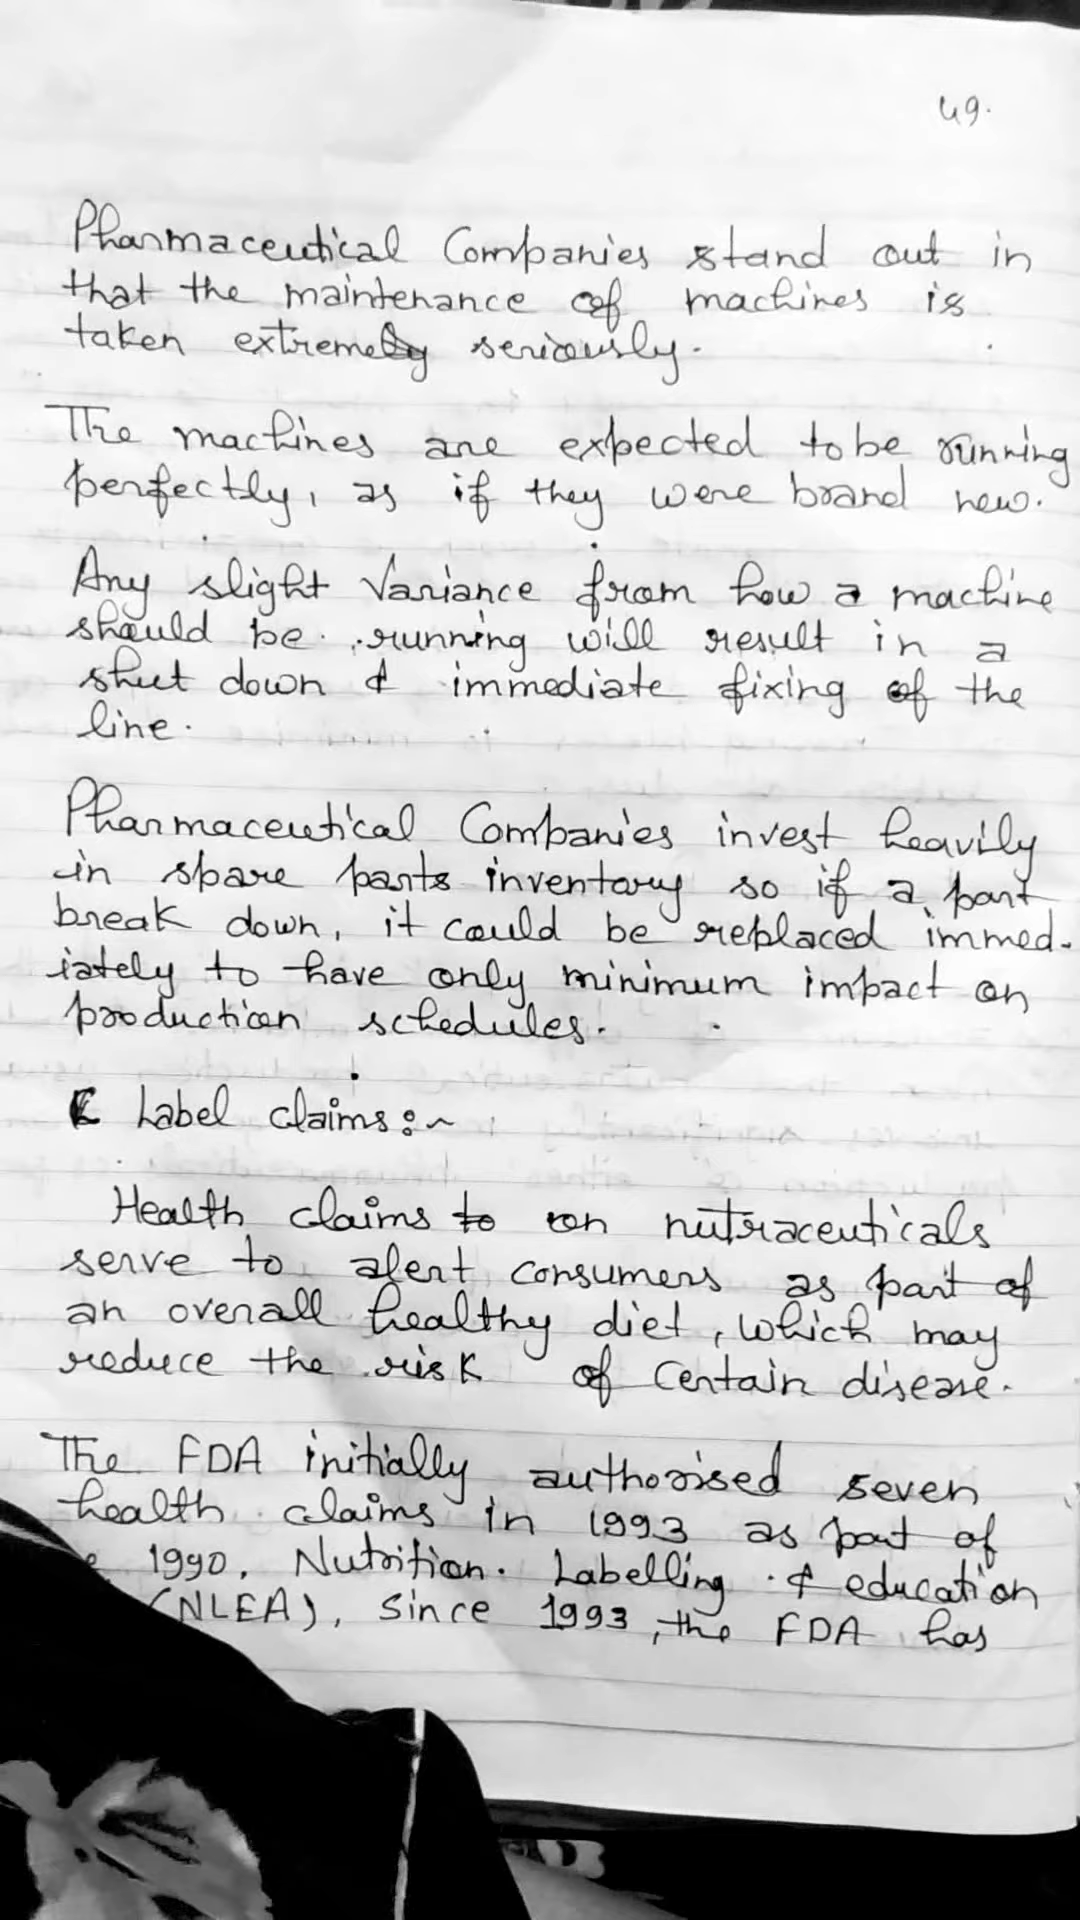 49.
Pharmaceutical Companies stand out in
that the maintenance of machines is
taken extremely seriously.
The machines are expected to be running
perfectly, as if they were brand new.
Any slight Variance from how a machine
should be running will result in a
shut down & immediate fixing of the
line.
Pharmaceutical Companies invest heavily
in spare parts inventory so if a part
break down, it could be replaced immed-
iately to have only minimum impact on
production schedules.
Label claims:~
Health claims on nutraceuticals
serve to alert consumers as part of
an overall healthy diet, which may
reduce the risk of Certain disease.
The FDA initially authorised seven
health claims in 1993 as part of
1990. Nutrition. Labelling & education
(NLEA), Since 1993, the FDA has